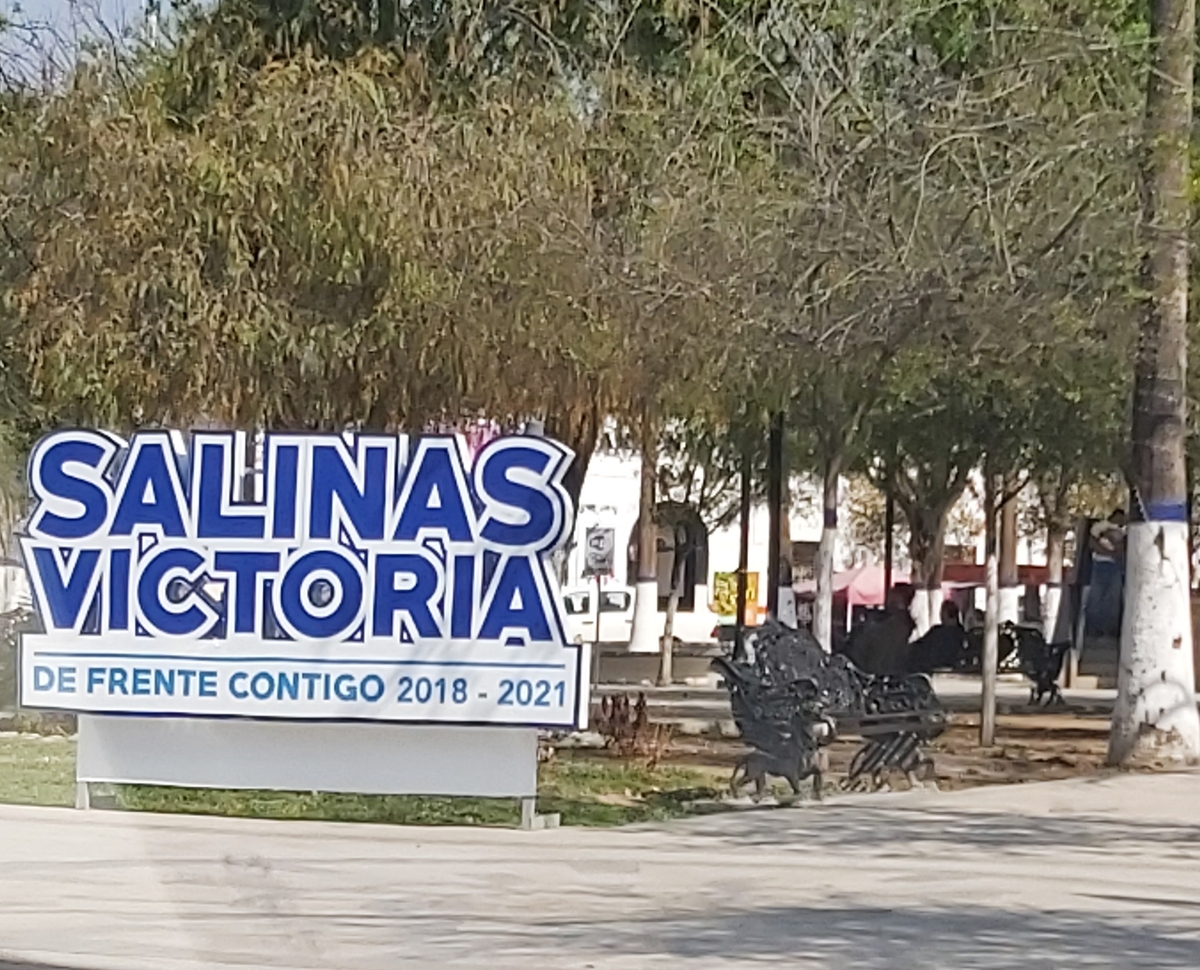 SALINAS
VICTORIA
DE FRENTE CONTIGO 2018 - 2021